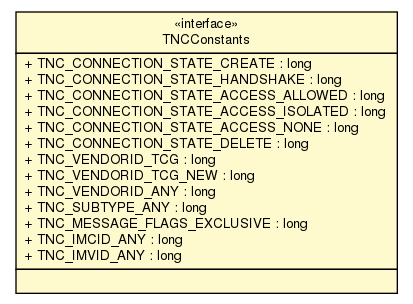 «interface»
TNCConstants
+ TNC_CONNECTION_STATE_CREATE : long
+ TNC_CONNECTION_STATE_HANDSHAKE : long
+ TNC_CONNECTION_STATE_ACCESS_ALLOWED : long
+ TNC_CONNECTION_STATE_ACCESS_ISOLATED : long
+ TNC_CONNECTION_STATE_ACCESS_NONE : long
+ TNC_CONNECTION_STATE_DELETE : long
+ TNC_VENDORID_TCG : long
+ TNC_VENDORID_TCG_NEW : long
+ TNC_VENDORID_ANY : long
+ TNC_SUBTYPE_ANY : long
+ TNC_MESSAGE_FLAGS_EXCLUSIVE : long
+ TNC_IMCID_ANY : long
+ TNC_IMVID_ANY : long